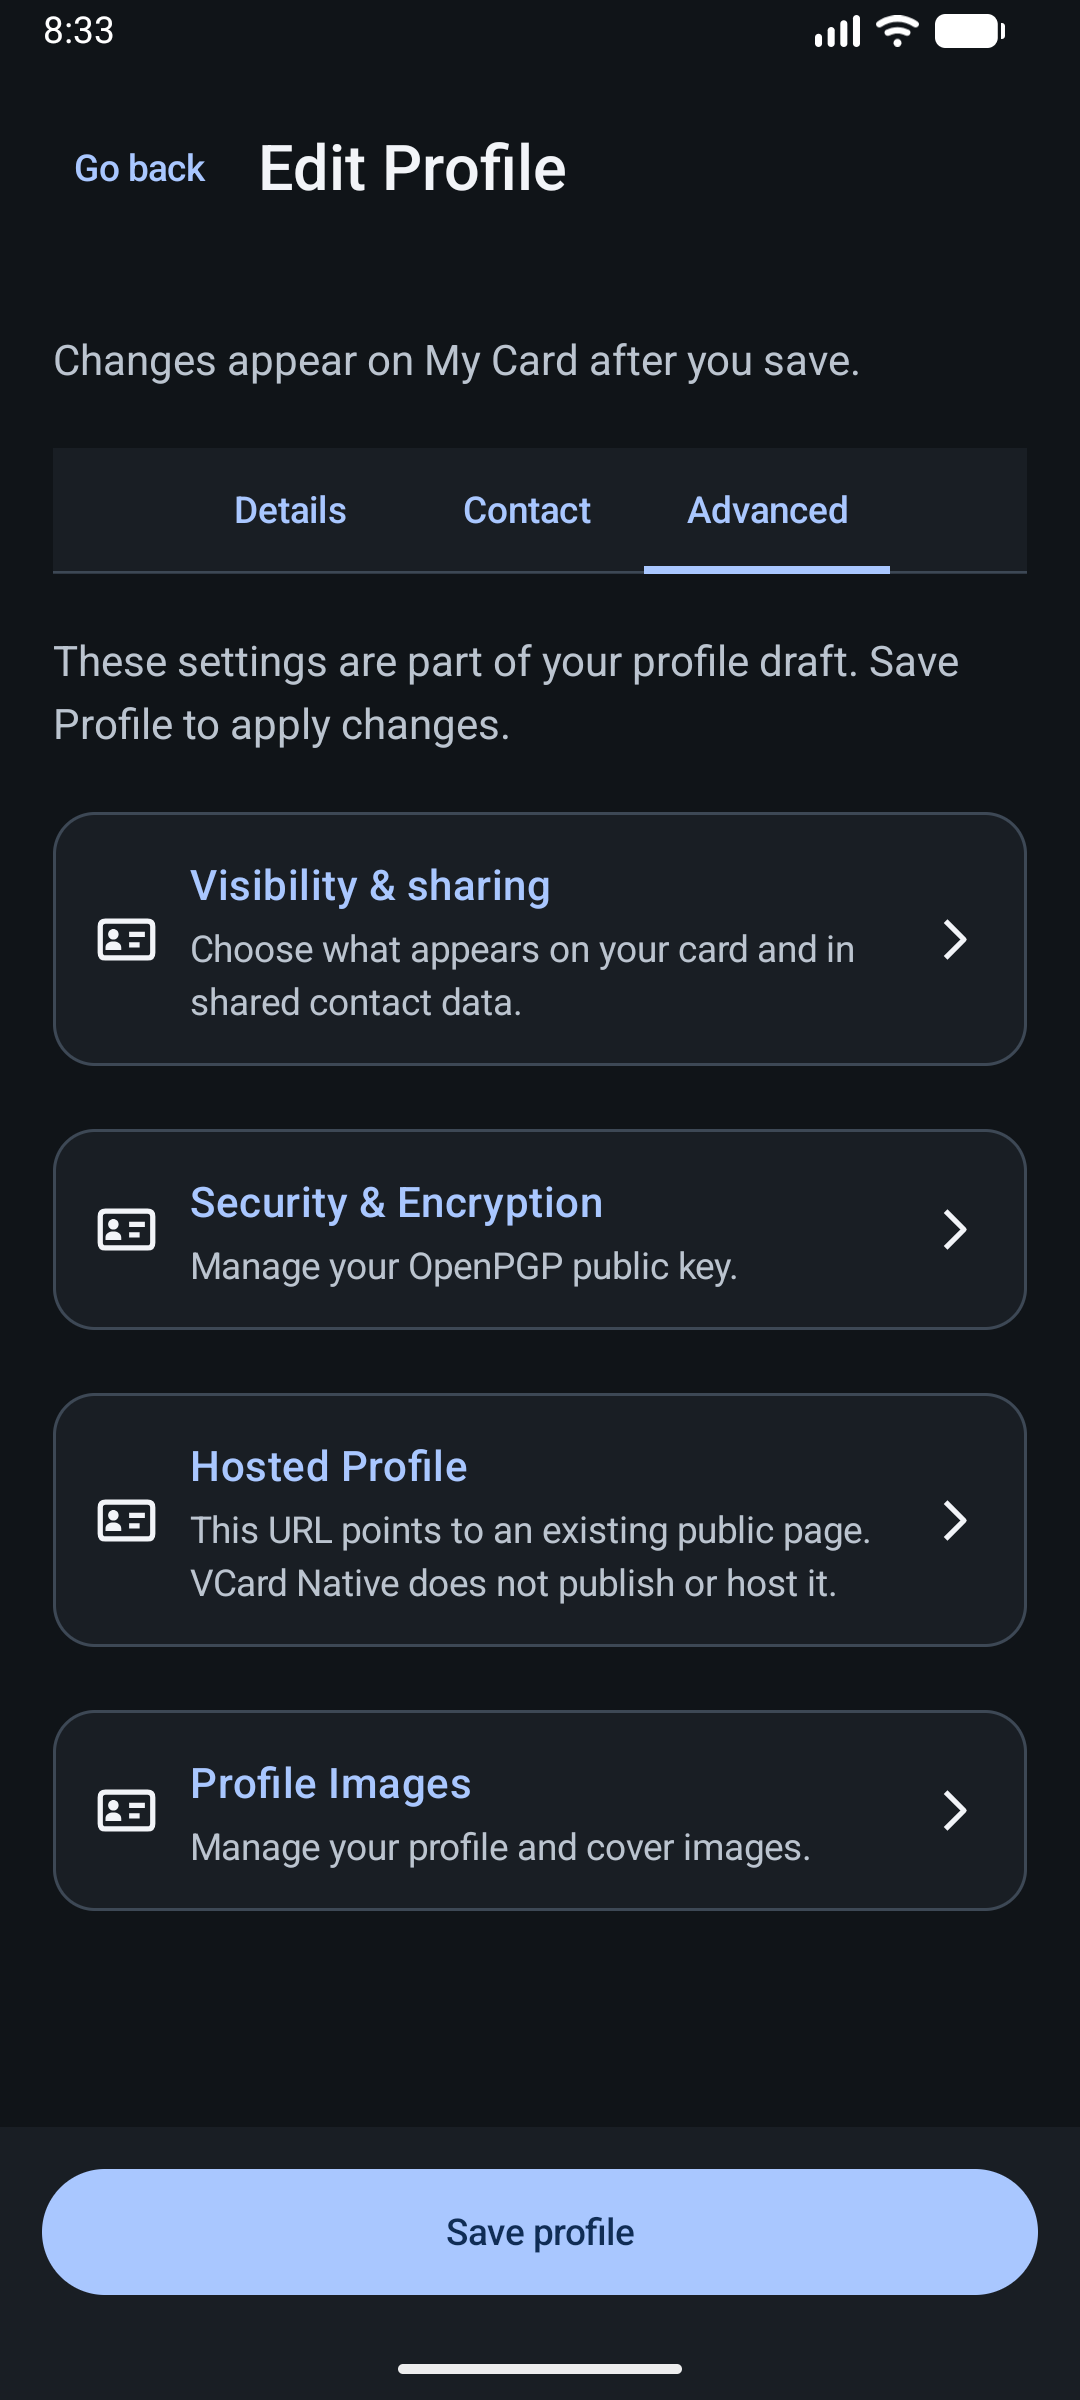 8:33
Go back
Edit Profile
Changes appear on My Card after you save.
Details
Contact
Advanced
These settings are part of your profile draft. Save
Profile to apply changes.
Visibility & sharing
Choose what appears on your card and in
shared contact data.
Security & Encryption
Manage your OpenPGP public key.
Hosted Profile
This URL points to an existing public page.
VCard Native does not publish or host it.
Profile Images
Manage your profile and cover images.
Save profile